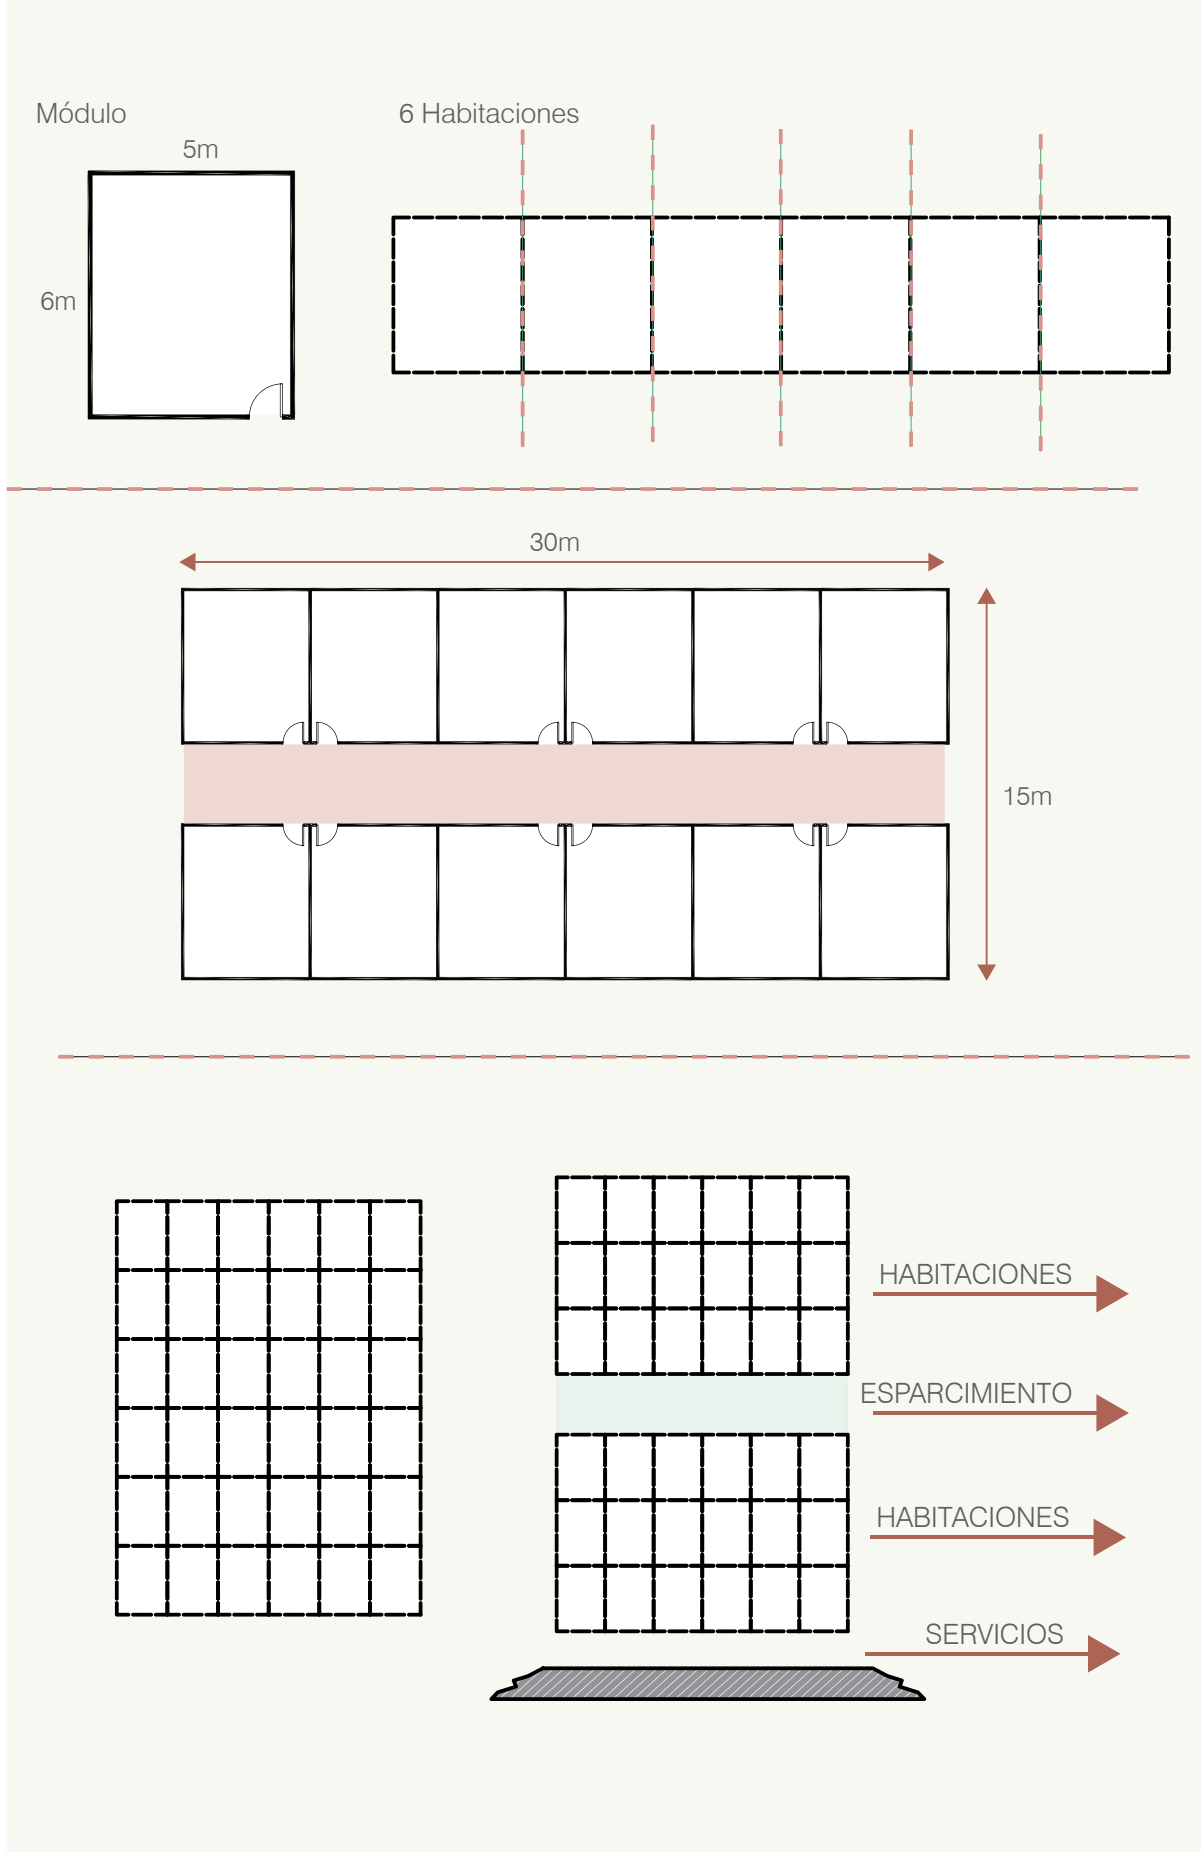 Módulo
6 Habitaciones
5m
6m
30m
15m
HABITACIONES
ESPARCIMIENTO
HABITACIONES
SERVICIOS